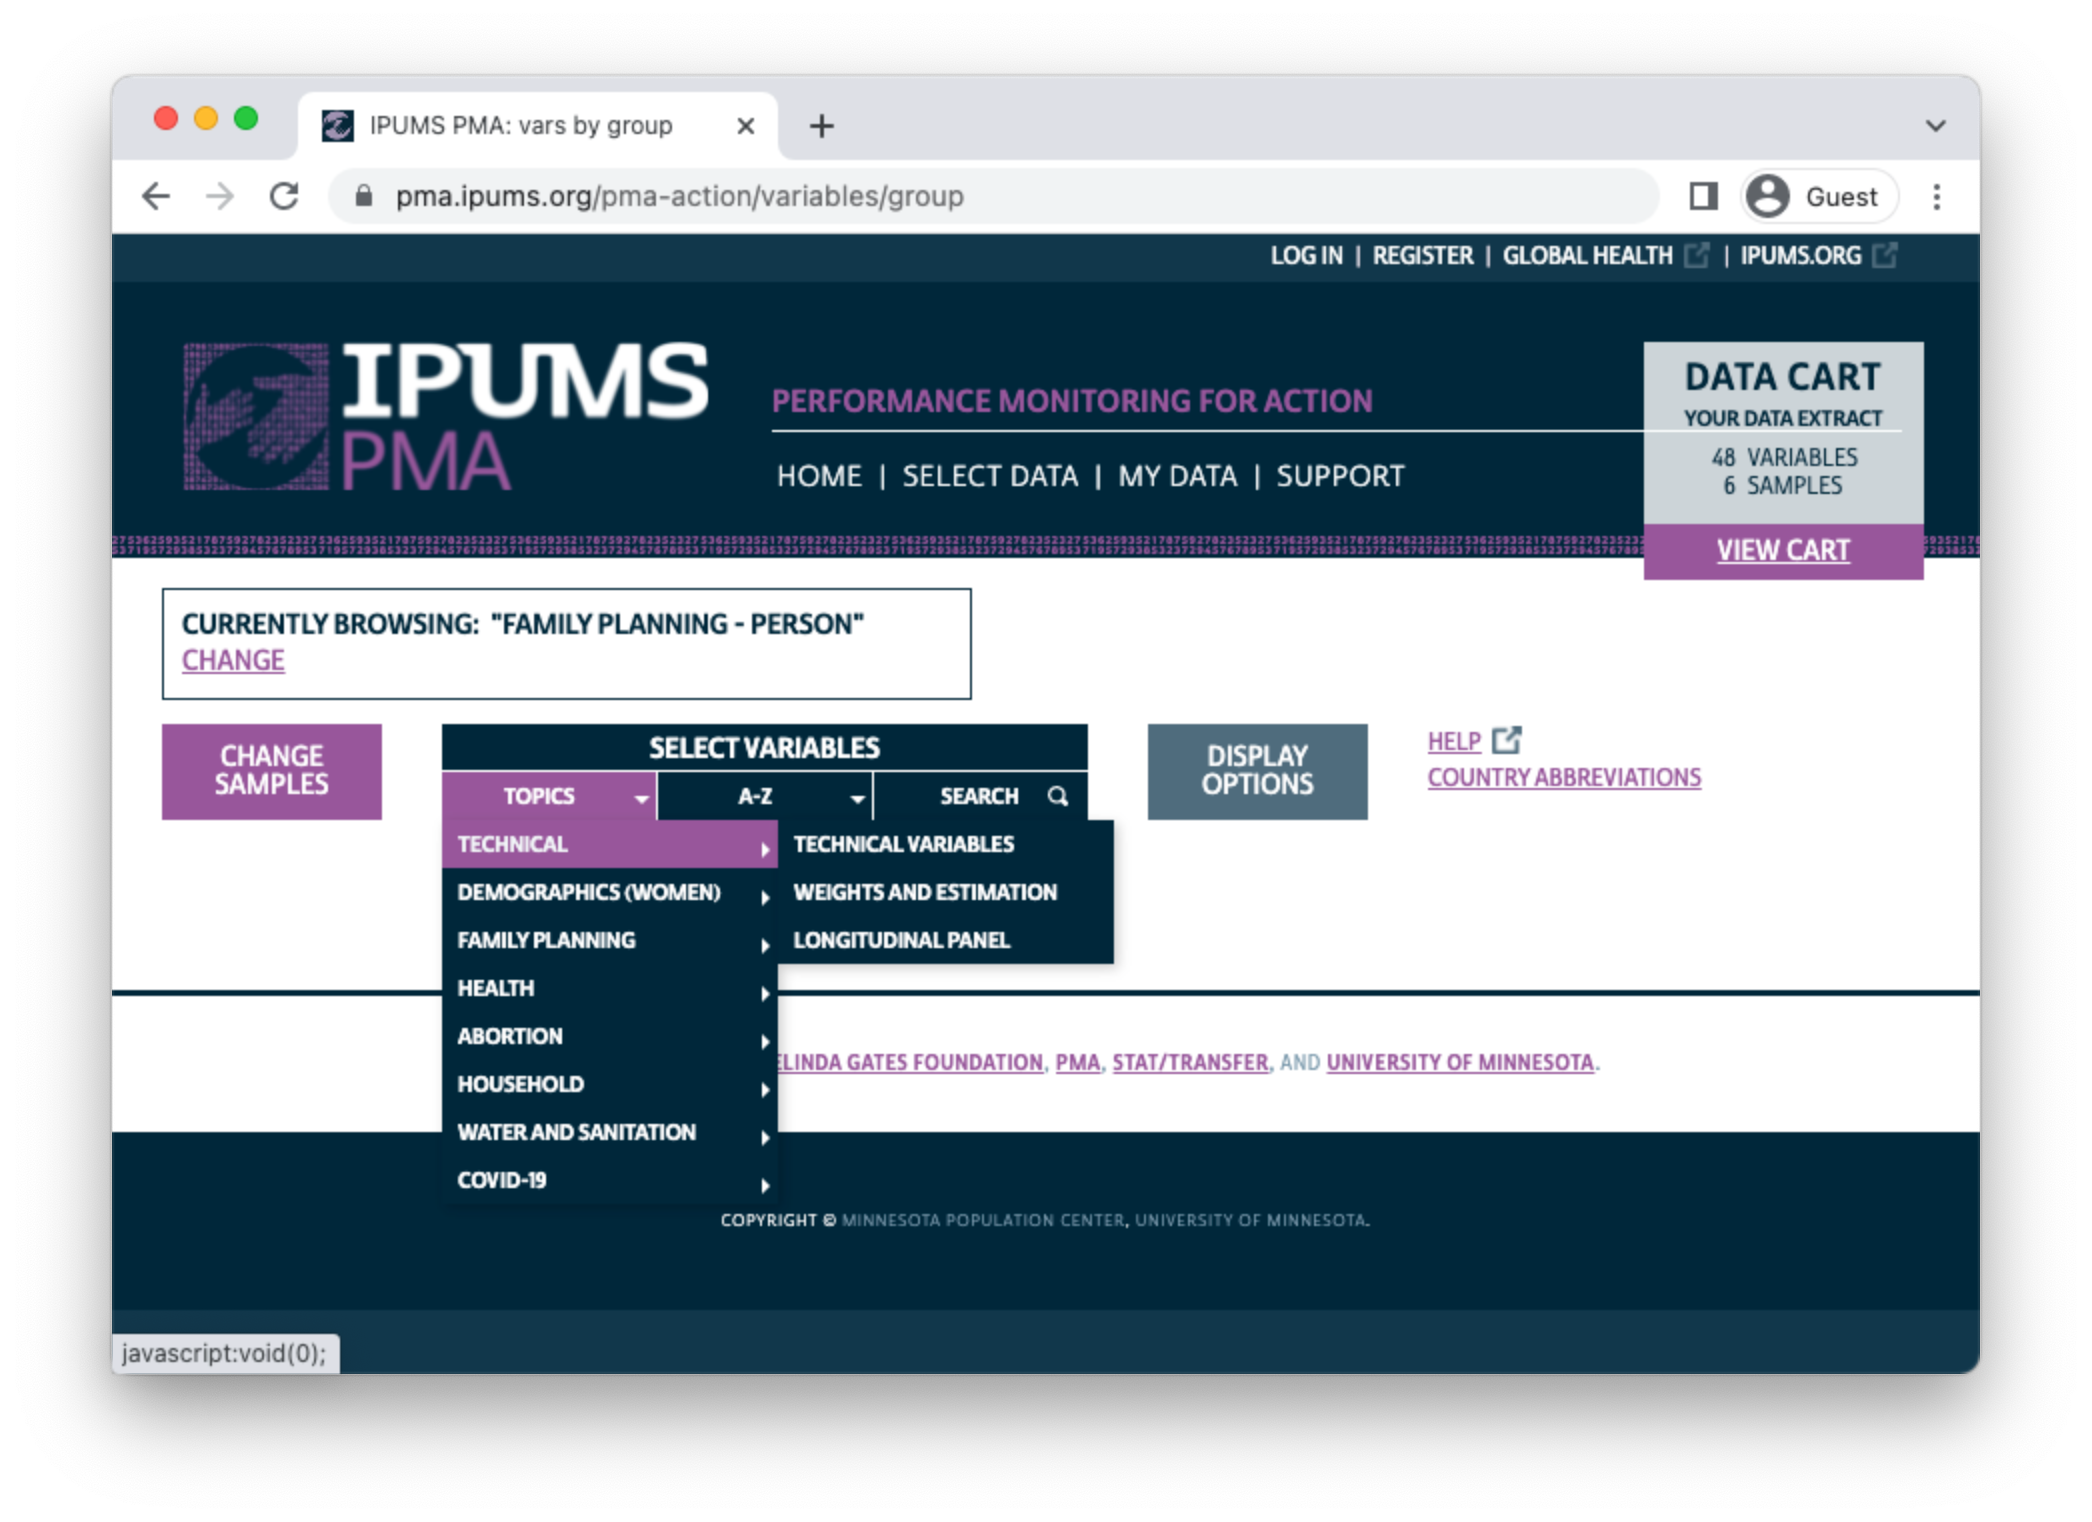 IPUMS PMA: vars by group
pma.ipums.org/pma-action/variables/group
Guest
LOG IN | REGISTER | GLOBAL HEALTH | IPUMS.ORG
IPUMS
PMA
PERFORMANCE MONITORING FOR ACTION
HOME | SELECT DATA | MY DATA | SUPPORT
DATA CART
YOUR DATA EXTRACT
48 VARIABLES
6 SAMPLES
VIEW CART
CURRENTLY BROWSING: "FAMILY PLANNING - PERSON"
CHANGE
CHANGE
SAMPLES
SELECT VARIABLES
TOPICS
A-Z
SEARCH
DISPLAY
OPTIONS
HELP
COUNTRY ABBREVIATIONS
TECHNICAL
DEMOGRAPHICS (WOMEN)
FAMILY PLANNING
HEALTH
ABORTION
HOUSEHOLD
WATER AND SANITATION
COVID-19
TECHNICAL VARIABLES
WEIGHTS AND ESTIMATION
LONGITUDINAL PANEL
ELINDA GATES FOUNDATION, PMA, STAT/TRANSFER, AND UNIVERSITY OF MINNESOTA.
COPYRIGHT © MINNESOTA POPULATION CENTER, UNIVERSITY OF MINNESOTA.
javascript:void(0);